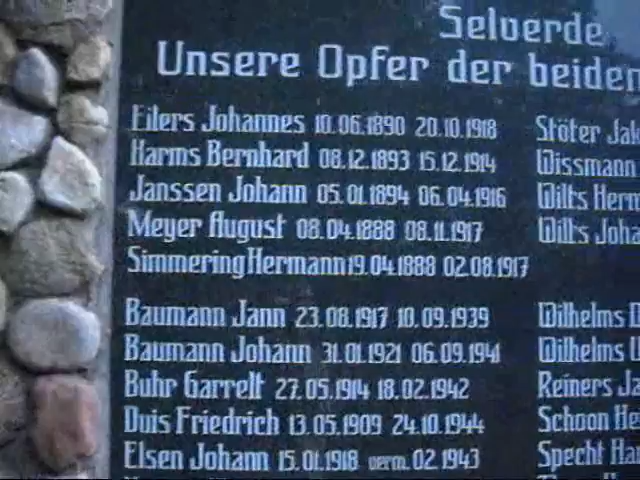 Selverde
Unsere Opfer der beiden
Eilers Johannes 10.06.1890 20.10.1918
Harms Bernhard 08.12.1893 15.12.1914
Janssen Johann 05.01.1894 06.04.1916
Meyer August 08.04.1888 08.11.1917
Simmering Hermann 19.04.1888 02.08.1917
Baumann Jann 23.08.1917 10.09.1939
Baumann Johann 31.01.1921 06.09.1941
Buhr Garrelt 27.05.1914 18.02.1942
Duis Friedrich 13.05.1909 24.10.1944
Elsen Johann 15.01.1918 verm. 02.1943
Stöter
Wissmann
Wilts
Wilts
Wilhelms
Wilhelms
Reiners
Schoon
Specht